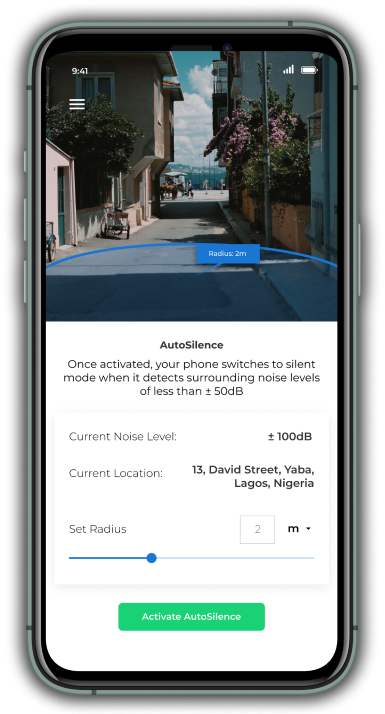 9:41
Radius: 2m
AutoSilence
Once activated, your phone switches to silent
mode when it detects surrounding noise levels
of less than ± 50dB
Current Noise Level:
± 100dB
Current Location:
13, David Street, Yaba,
Lagos, Nigeria
Set Radius
2
m
Activate AutoSilence